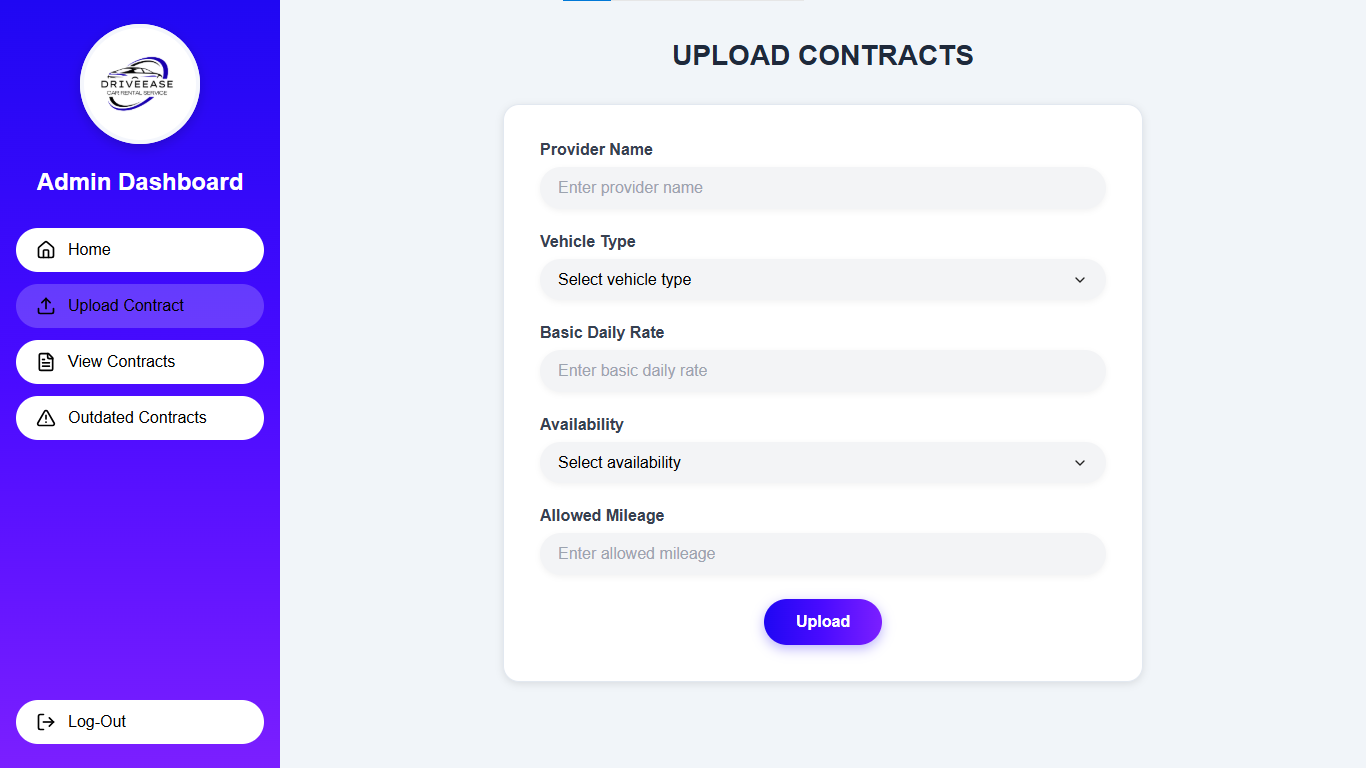 DRIVEEASE
CAR RENTAL SERVICE
Admin Dashboard
Home
Upload Contract
View Contracts
Outdated Contracts
Log-Out
UPLOAD CONTRACTS
Provider Name
Enter provider name
Vehicle Type
Select vehicle type
Basic Daily Rate
Enter basic daily rate
Availability
Select availability
Allowed Mileage
Enter allowed mileage
Upload